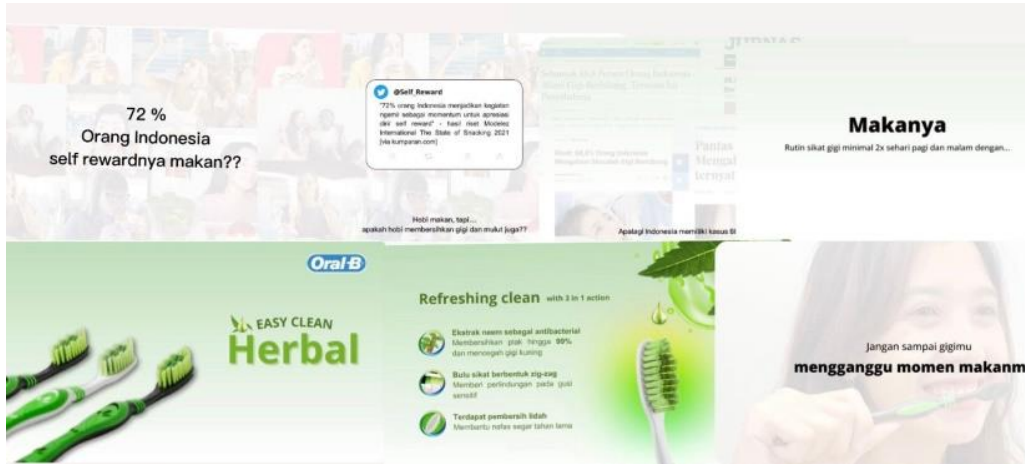 72 %
Orang Indonesia
self rewardnya makan??
@Self_Reward
"72% orang Indonesia menjadikan kegiatan
ngemil sebagai momentum untuk apresiasi
diri/ self reward" - hasil riset Modelez
International The State of Snacking 2021
[via kumparan.com]
Hobi makan, tapi...
apakah hobi membersihkan gigi dan mulut juga??
Apalagi Indonesia memiliki kasus
Makanya
Rutin sikat gigi minimal 2x sehari pagi dan malam dengan...
Oral-B
EASY CLEAN
Herbal
Refreshing clean with 3 in 1 action
Ekstrak neem sebagai antibacterial
Membersihkan plak hingga 99%
dan mencegah gigi kuning
Bulu sikat berbentuk zig-zag
Memberi perlindungan pada gusi
sensitif
Terdapat pembersih lidah
Membantu nafas segar tahan lama
Jangan sampai gigimu
mengganggu momen makanm